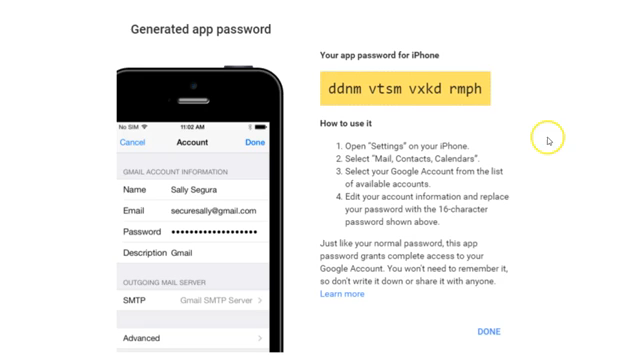 Generated app password
Your app password for iPhone
ddnm vtsm vxkd rmph
How to use it
1. Open "Settings" on your iPhone.
2. Select "Mail, Contacts, Calendars".
3. Select your Google Account from the list
of available accounts.
4. Edit your account information and replace
your password with the 16-character
password shown above.
Just like your normal password, this app
password grants complete access to your
Google Account. You won't need to remember it,
so don't write it down or share it with anyone.
Learn more
DONE
No SIM 11:02 AM
Cancel Account Done
GMAIL ACCOUNT INFORMATION
Name Sally Segura
Email securesally@gmail.com
Password ••••••••••••••••••••
Description Gmail
OUTGOING MAIL SERVER
SMTP Gmail SMTP Server >
Advanced >